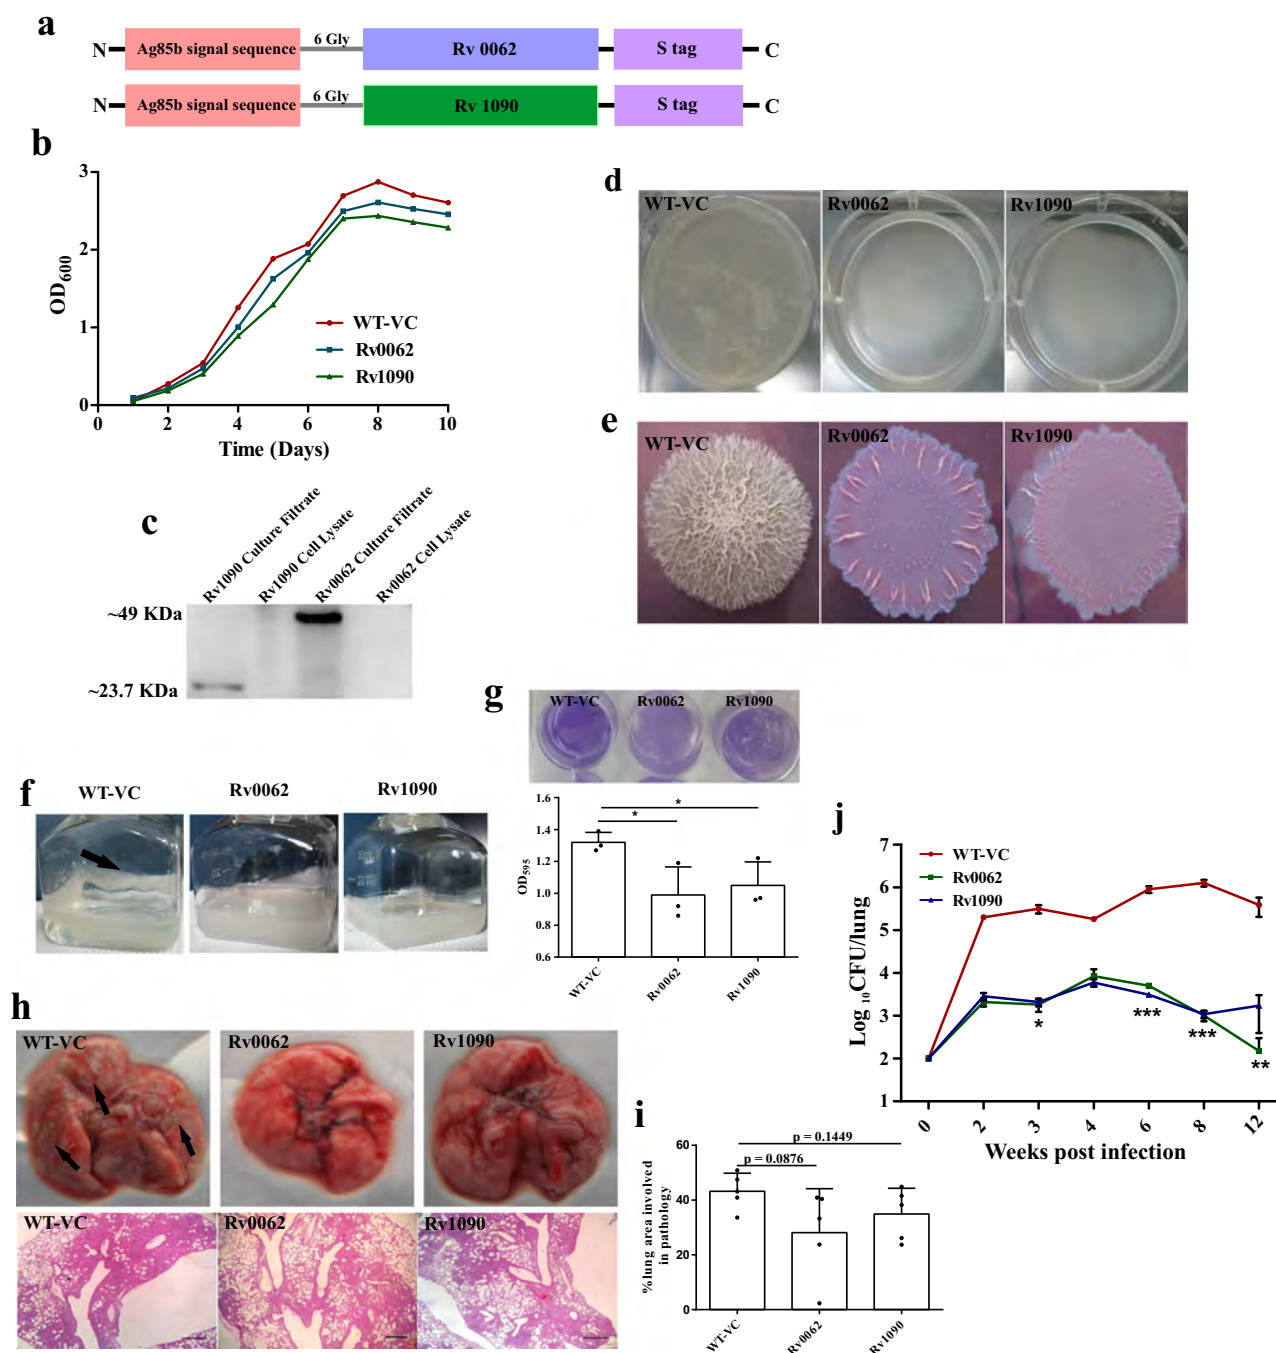 a
N Ag85b signal sequence 6 Gly Rv 0062 S tag C
N Ag85b signal sequence 6 Gly Rv 1090 S tag C
b
3
2
1
0
OD600
WT-VC
Rv0062
Rv1090
0 2 4 6 8 10
Time (Days)
c
Rv1090 Culture Filtrate
Rv1090 Cell Lysate
Rv0062 Culture Filtrate
Rv0062 Cell Lysate
~49 KDa
~23.7 KDa
d
WT-VC Rv0062 Rv1090
e
WT-VC Rv0062 Rv1090
f
WT-VC Rv0062 Rv1090
g
WT-VC Rv0062 Rv1090
1.6
1.4
1.2
1.0
0.8
0.6
OD595
*
*
WT-VC Rv0062 Rv1090
h
WT-VC Rv0062 Rv1090
WT-VC Rv0062 Rv1090
i
60
40
20
0
%lung area involved
in pathology
p = 0.1449
p = 0.0876
WT-VC Rv0062 Rv1090
j
7
6
5
4
3
2
1
Log 10CFU/lung
WT-VC
Rv0062
Rv1090
* *** *** **
0 2 3 4 6 8 12
Weeks post infection